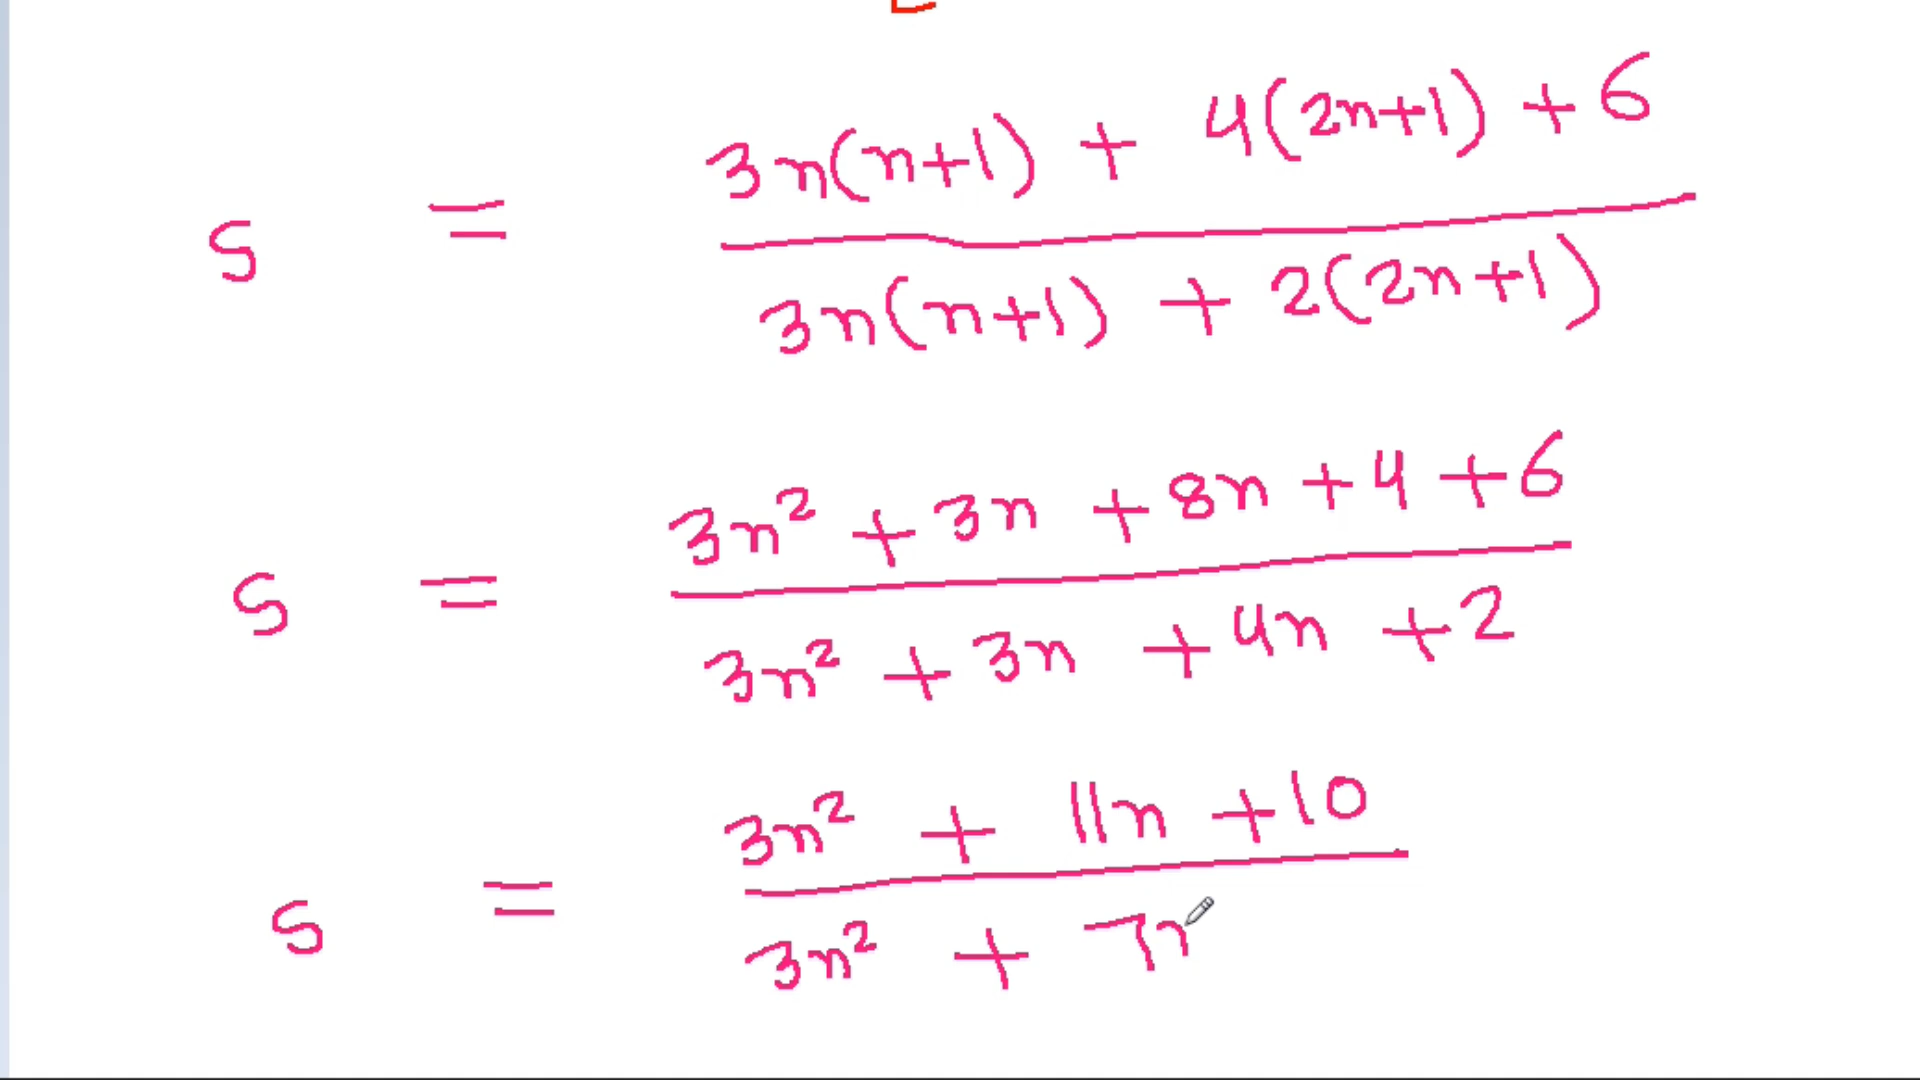 S = 3n(n+1) + 4(2n+1) + 6 / 3n(n+1) + 2(2n+1)
S = 3n² + 3n + 8n + 4 + 6 / 3n² + 3n + 4n + 2
S = 3n² + 11n + 10 / 3n² + 7n